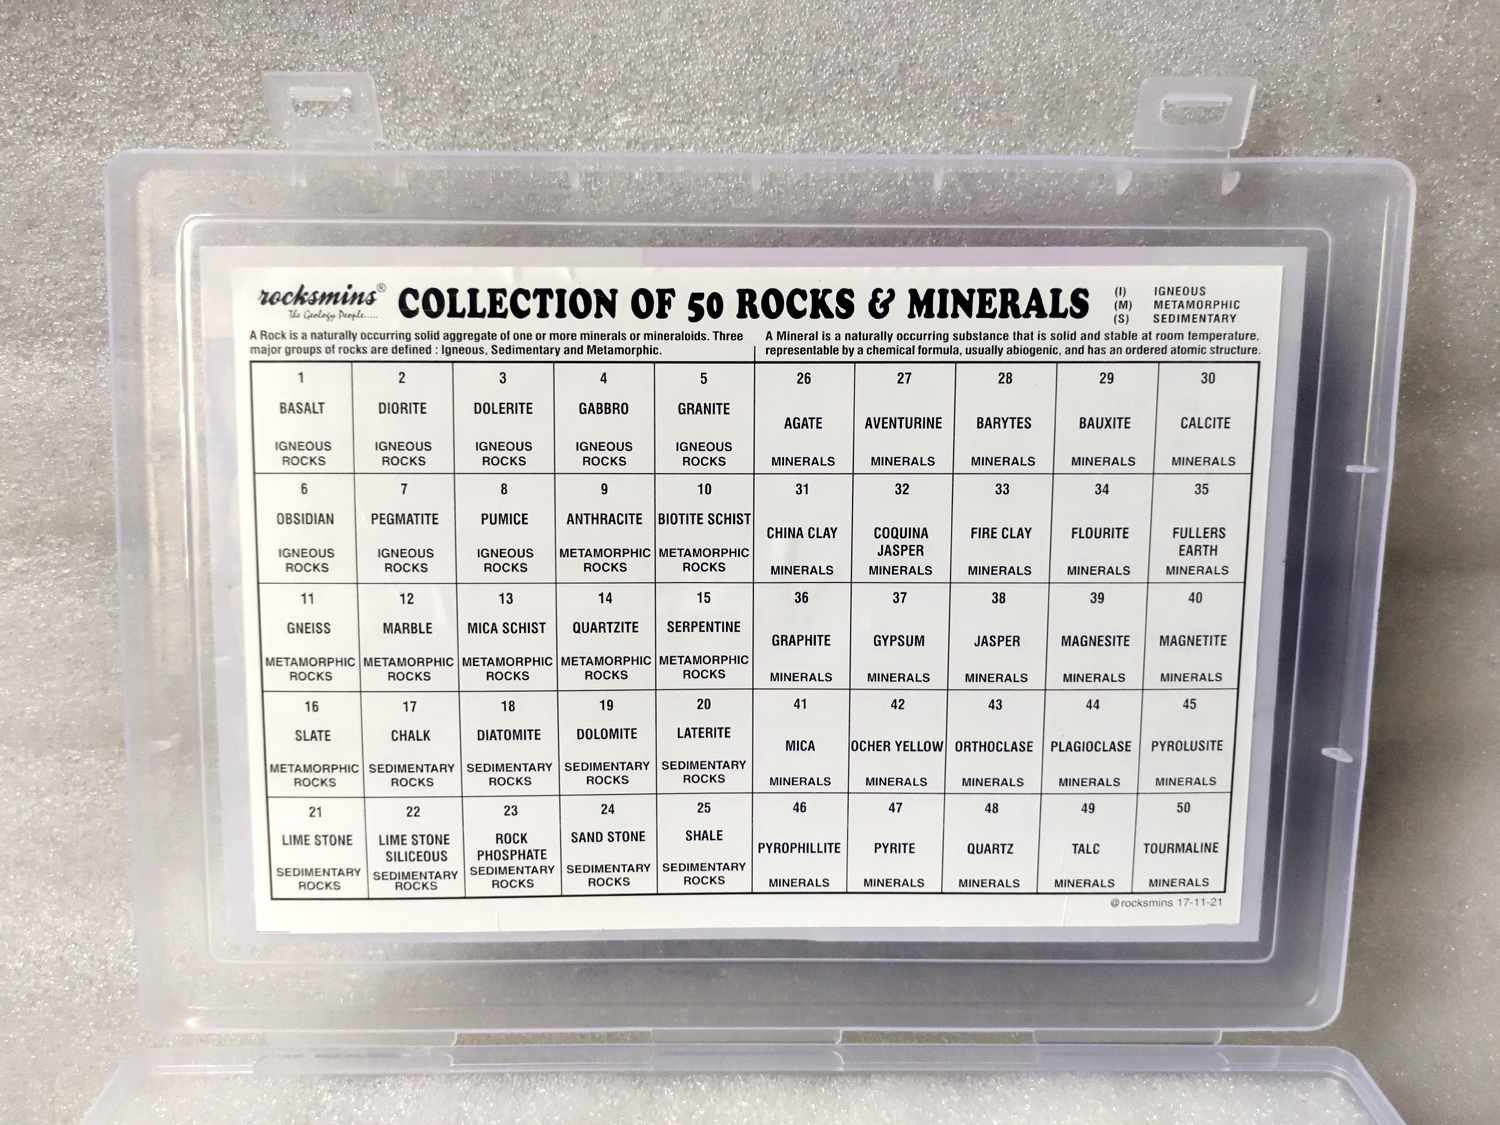 rocksmins®
The Geology People.....
COLLECTION OF 50 ROCKS & MINERALS
(I) IGNEOUS
(M) METAMORPHIC
(S) SEDIMENTARY
A Rock is a naturally occurring solid aggregate of one or more minerals or mineraloids. Three
major groups of rocks are defined : Igneous, Sedimentary and Metamorphic.
A Mineral is a naturally occurring substance that is solid and stable at room temperature,
representable by a chemical formula, usually abiogenic, and has an ordered atomic structure.
1 2 3 4 5 26 27 28 29 30
BASALT DIORITE DOLERITE GABBRO GRANITE AGATE AVENTURINE BARYTES BAUXITE CALCITE
IGNEOUS IGNEOUS IGNEOUS IGNEOUS IGNEOUS
ROCKS ROCKS ROCKS ROCKS ROCKS MINERALS MINERALS MINERALS MINERALS MINERALS
6 7 8 9 10 31 32 33 34 35
OBSIDIAN PEGMATITE PUMICE ANTHRACITE BIOTITE SCHIST CHINA CLAY COQUINA FIRE CLAY FLOURITE FULLERS
JASPER EARTH
IGNEOUS IGNEOUS IGNEOUS METAMORPHIC METAMORPHIC
ROCKS ROCKS ROCKS ROCKS ROCKS MINERALS MINERALS MINERALS MINERALS MINERALS
11 12 13 14 15 36 37 38 39 40
GNEISS MARBLE MICA SCHIST QUARTZITE SERPENTINE GRAPHITE GYPSUM JASPER MAGNESITE MAGNETITE
METAMORPHIC METAMORPHIC METAMORPHIC METAMORPHIC METAMORPHIC
ROCKS ROCKS ROCKS ROCKS ROCKS MINERALS MINERALS MINERALS MINERALS MINERALS
16 17 18 19 20 41 42 43 44 45
SLATE CHALK DIATOMITE DOLOMITE LATERITE MICA OCHER YELLOW ORTHOCLASE PLAGIOCLASE PYROLUSITE
METAMORPHIC SEDIMENTARY SEDIMENTARY SEDIMENTARY SEDIMENTARY
ROCKS ROCKS ROCKS ROCKS ROCKS MINERALS MINERALS MINERALS MINERALS MINERALS
21 22 23 24 25 46 47 48 49 50
LIME STONE LIME STONE ROCK SAND STONE SHALE PYROPHILLITE PYRITE QUARTZ TALC TOURMALINE
SILICEOUS PHOSPHATE
SEDIMENTARY SEDIMENTARY SEDIMENTARY SEDIMENTARY SEDIMENTARY
ROCKS ROCKS ROCKS ROCKS ROCKS MINERALS MINERALS MINERALS MINERALS MINERALS
@rocksmins 17-11-21